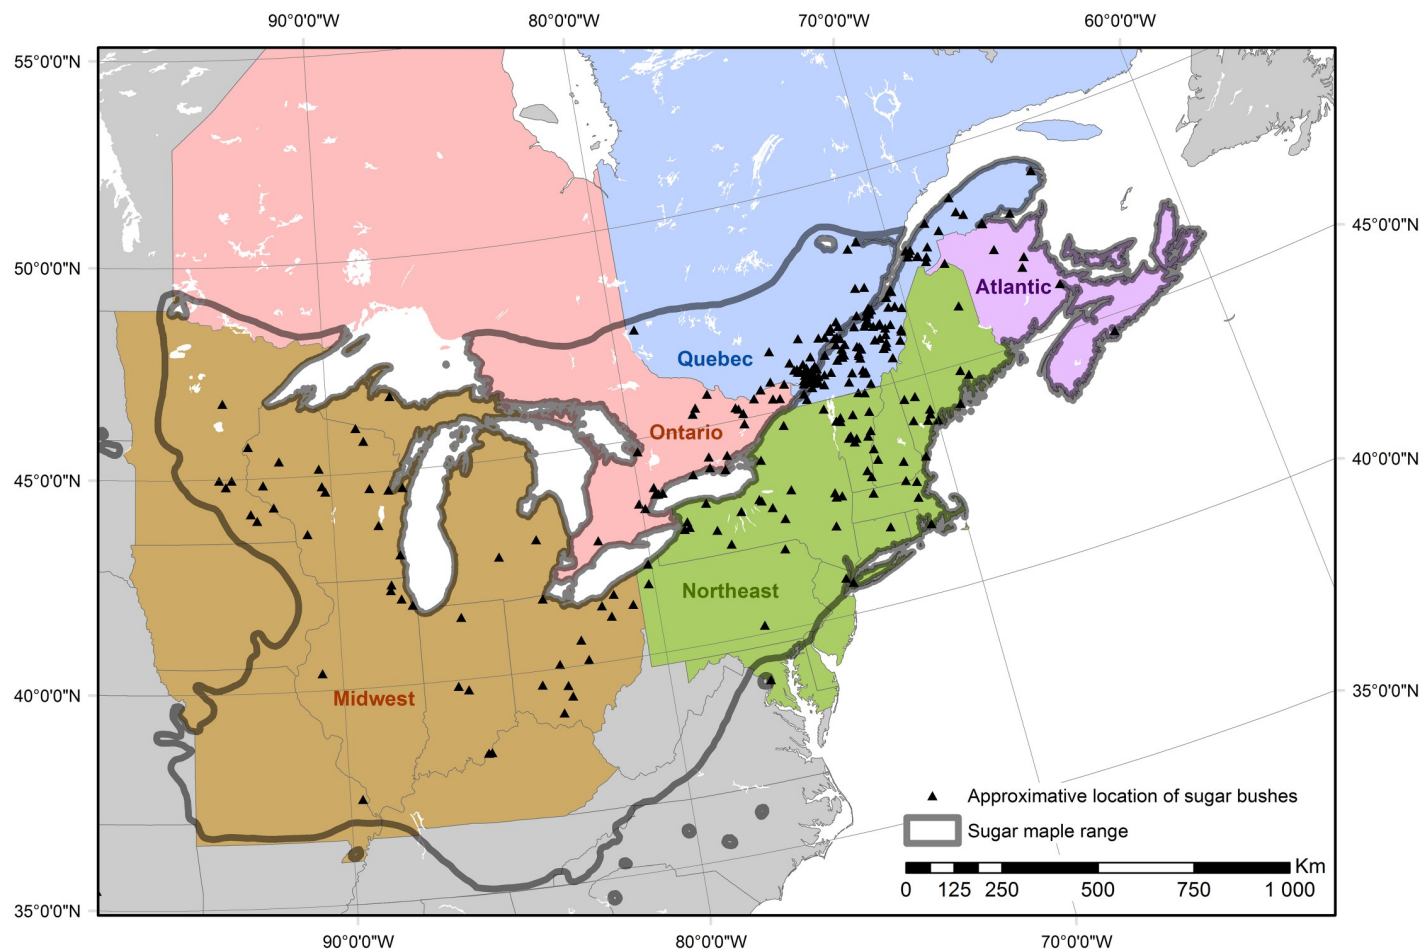 90°0'0"W
80°0'0"W
70°0'0"W
60°0'0"W
55°0'0"N
50°0'0"N
45°0'0"N
45°0'0"N
40°0'0"N
40°0'0"N
35°0'0"N
35°0'0"N
Atlantic
Quebec
Ontario
Northeast
Midwest
Approximative location of sugar bushes
Sugar maple range
Km
0 125 250 500 750 1 000
90°0'0"W
80°0'0"W
70°0'0"W